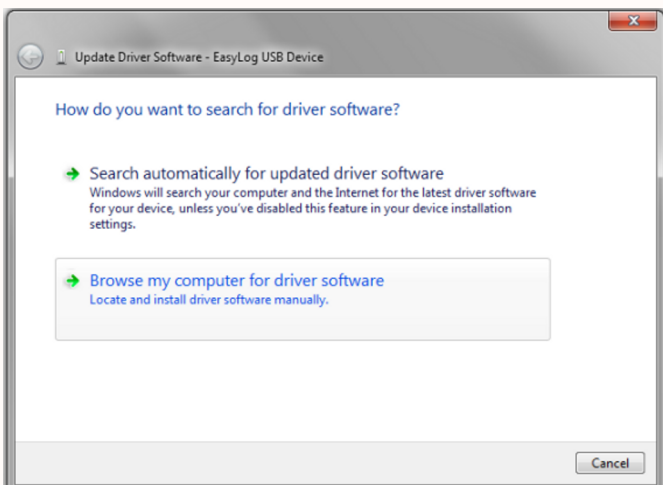 Update Driver Software - EasyLog USB Device
How do you want to search for driver software?
Search automatically for updated driver software
Windows will search your computer and the Internet for the latest driver software
for your device, unless you've disabled this feature in your device installation
settings.
Browse my computer for driver software
Locate and install driver software manually.
Cancel